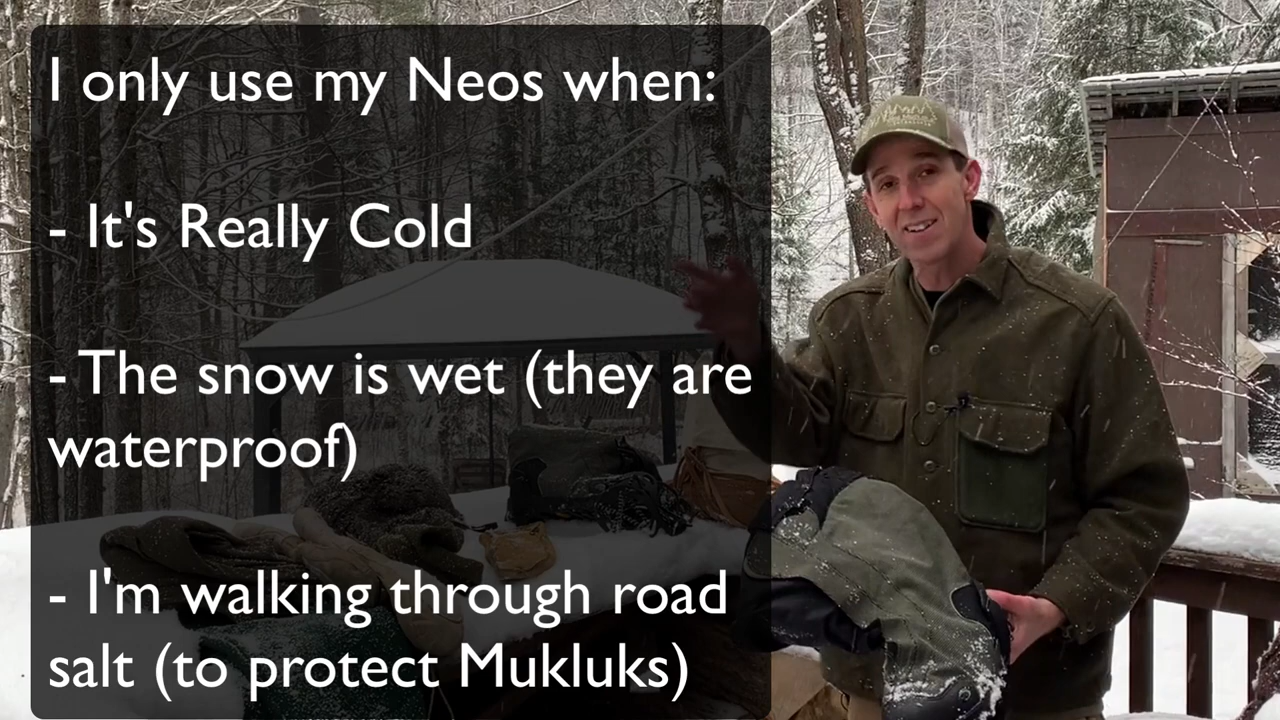 I only use my Neos when:
- It's Really Cold
- The snow is wet (they are
waterproof)
- I'm walking through road
salt (to protect Mukluks)